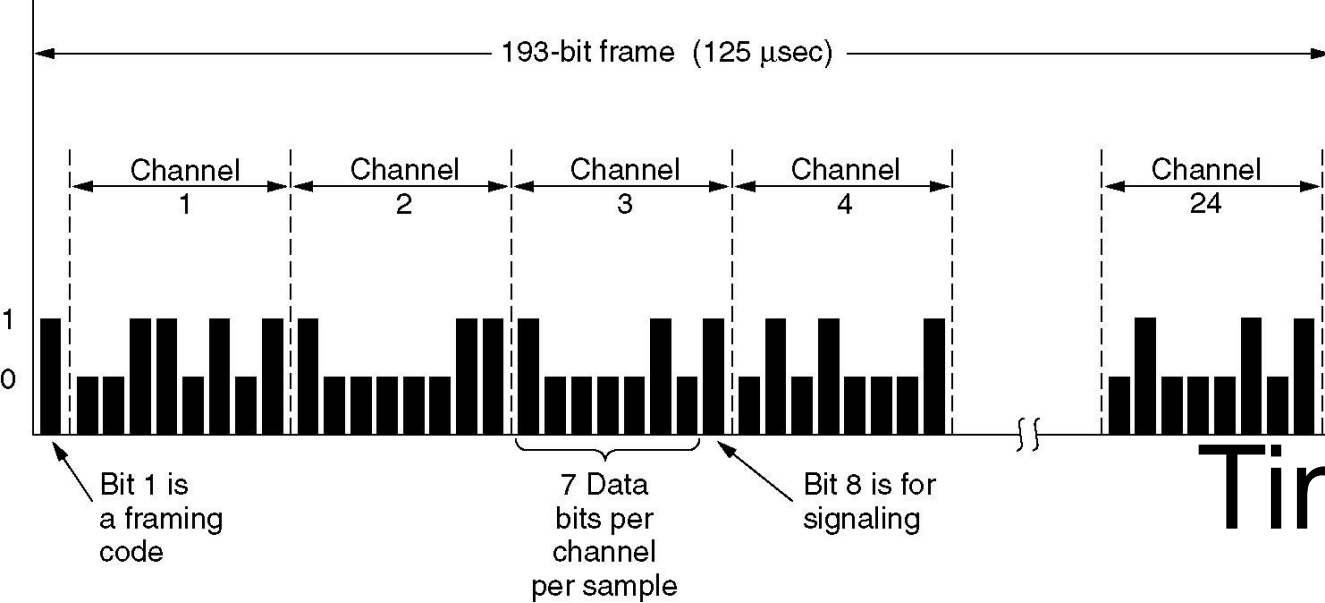 193-bit frame (125 μsec)
Channel
1
Channel
2
Channel
3
Channel
4
Channel
24
1
0
Bit 1 is
a framing
code
7 Data
bits per
channel
per sample
Bit 8 is for
signaling